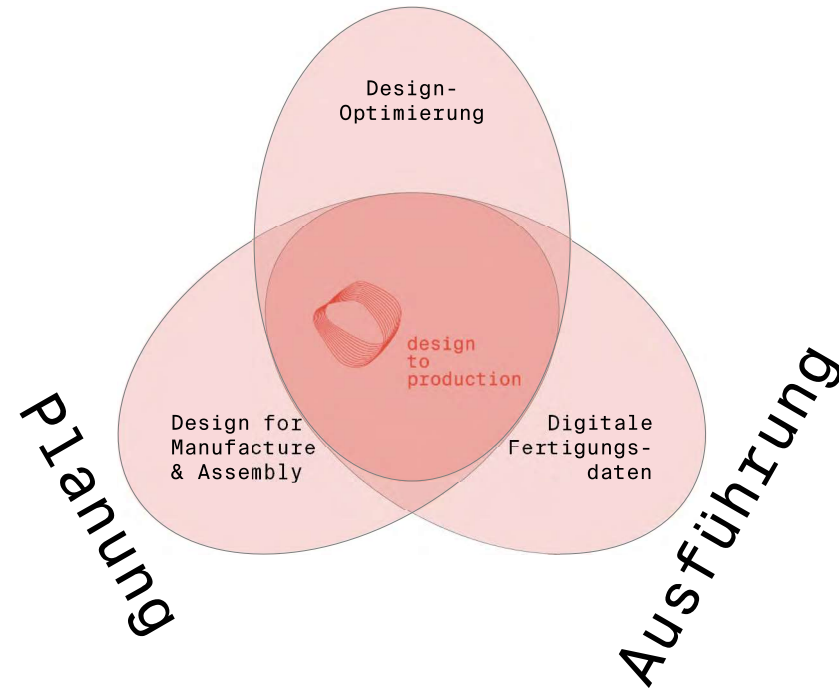 Design-
Optimierung
design
to
production
Design for
Manufacture
& Assembly
Digitale
Fertigungs-
daten
Planung
Ausführung